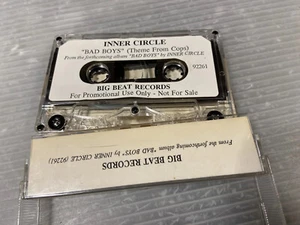 INNER CIRCLE
"BAD BOYS" (Theme From Cops)
From the forthcoming album "BAD BOYS" by INNER CIRCLE
92261
BIG BEAT RECORDS
For Promotional Use Only - Not For Sale
BIG BEAT RECORDS
From the forthcoming album "BAD BOYS" by INNER CIRCLE (92261)